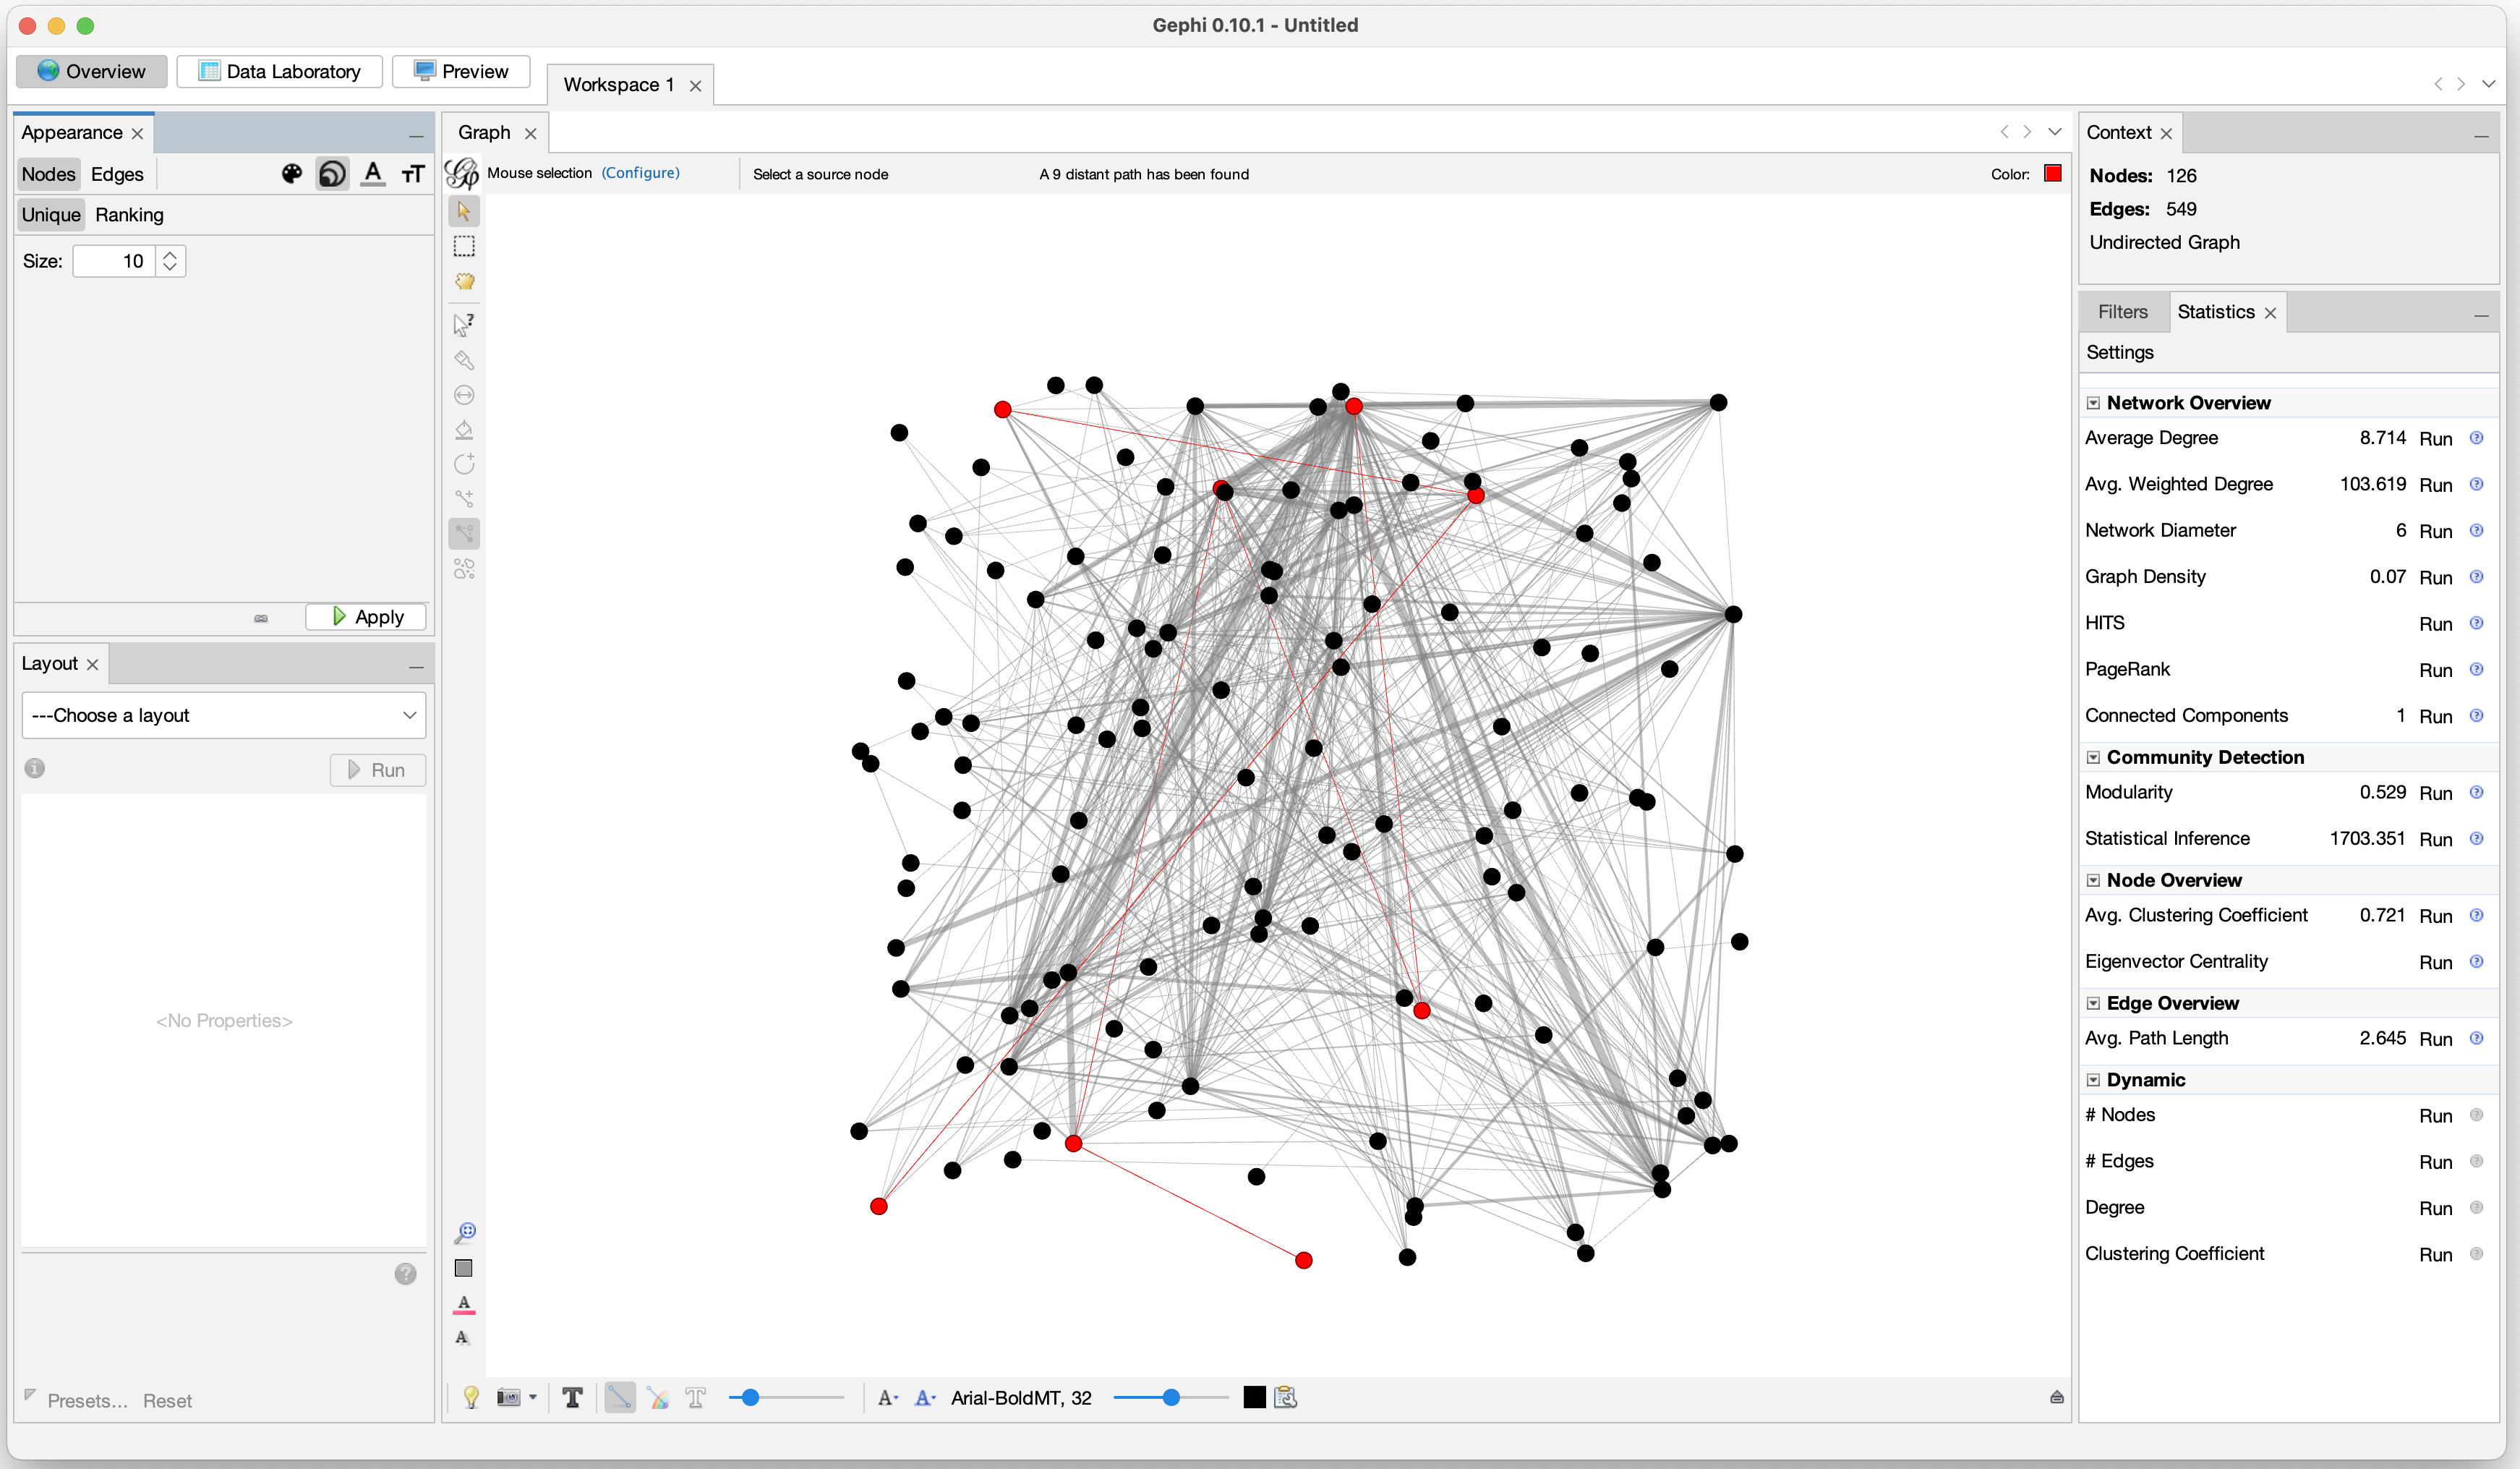 Gephi 0.10.1 - Untitled
Overview Data Laboratory Preview Workspace 1
Appearance
Nodes Edges A TT
Unique Ranking
Size: 10
Apply
Layout
---Choose a layout
Run
<No Properties>
Presets... Reset
Graph
Mouse selection (Configure) Select a source node A 9 distant path has been found Color:
A
A
T T A A Arial-BoldMT, 32
Context
Nodes: 126
Edges: 549
Undirected Graph
Filters Statistics
Settings
Network Overview
Average Degree 8.714 Run
Avg. Weighted Degree 103.619 Run
Network Diameter 6 Run
Graph Density 0.07 Run
HITS Run
PageRank Run
Connected Components 1 Run
Community Detection
Modularity 0.529 Run
Statistical Inference 1703.351 Run
Node Overview
Avg. Clustering Coefficient 0.721 Run
Eigenvector Centrality Run
Edge Overview
Avg. Path Length 2.645 Run
Dynamic
# Nodes Run
# Edges Run
Degree Run
Clustering Coefficient Run